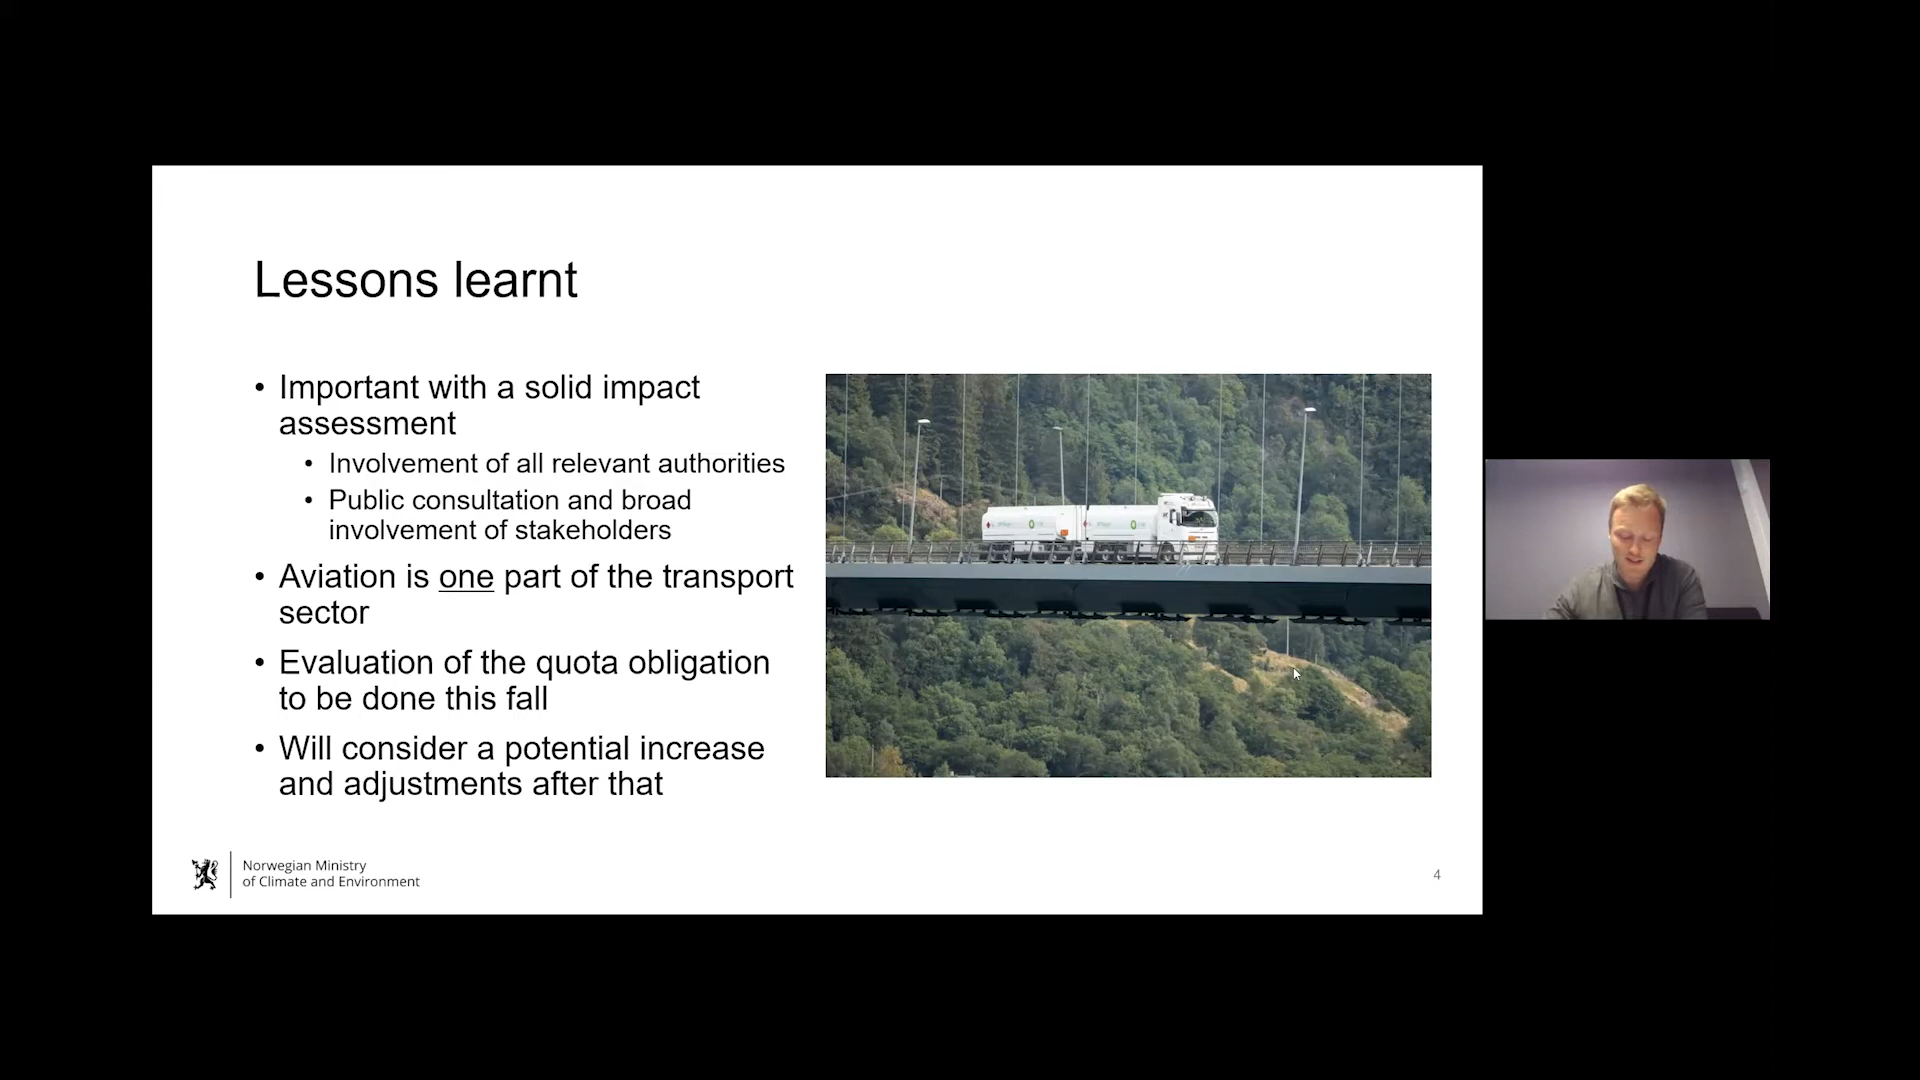 Lessons learnt
• Important with a solid impact
assessment
• Involvement of all relevant authorities
• Public consultation and broad
involvement of stakeholders
• Aviation is one part of the transport
sector
• Evaluation of the quota obligation
to be done this fall
• Will consider a potential increase
and adjustments after that
Norwegian Ministry
of Climate and Environment
4